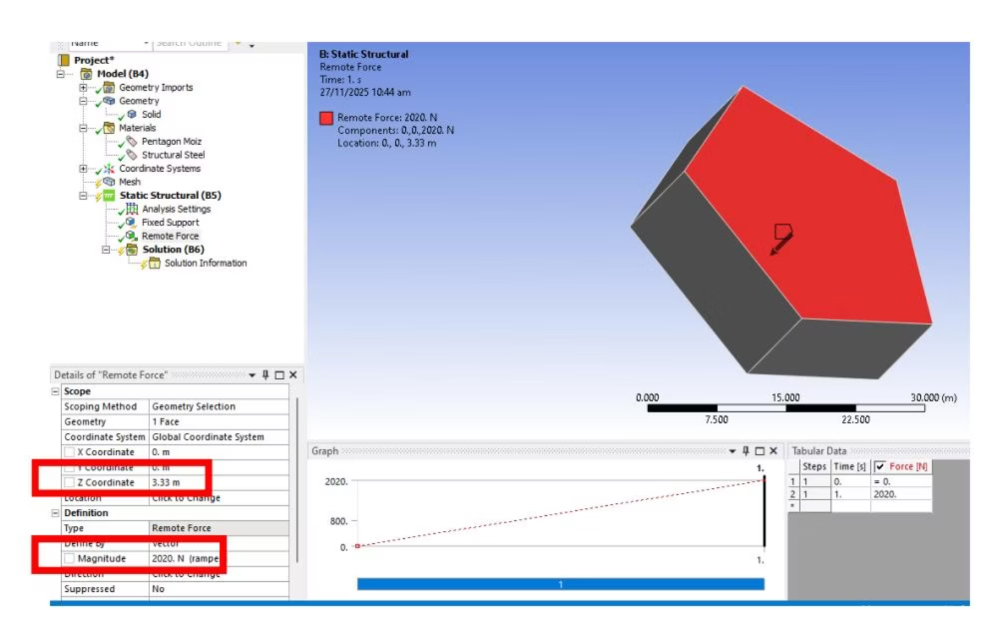 Name
Search Outline
Project*
Model (B4)
Geometry Imports
Geometry
Solid
Materials
Pentagon Moiz
Structural Steel
Coordinate Systems
Mesh
Static Structural (B5)
Analysis Settings
Fixed Support
Remote Force
Solution (B6)
Solution Information
B: Static Structural
Remote Force
Time: 1. s
27/11/2025 10:44 am
Remote Force: 2020. N
Components: 0.,0.,2020. N
Location: 0., 0., 3.33 m
0.000 15.000 30.000 (m)
7.500 22.500
Details of "Remote Force"
Scope
Scoping Method Geometry Selection
Geometry 1 Face
Coordinate System Global Coordinate System
X Coordinate 0. m
Y Coordinate 0. m
Z Coordinate 3.33 m
Location Click to Change
Definition
Type Remote Force
Define By Vector
Magnitude 2020. N (rampe
Direction Click to Change
Suppressed No
Graph
1.
2020.
800.
0.
1.
1
Tabular Data
Steps Time [s] Force [N]
1 1 0. = 0.
2 1 1. 2020.
*